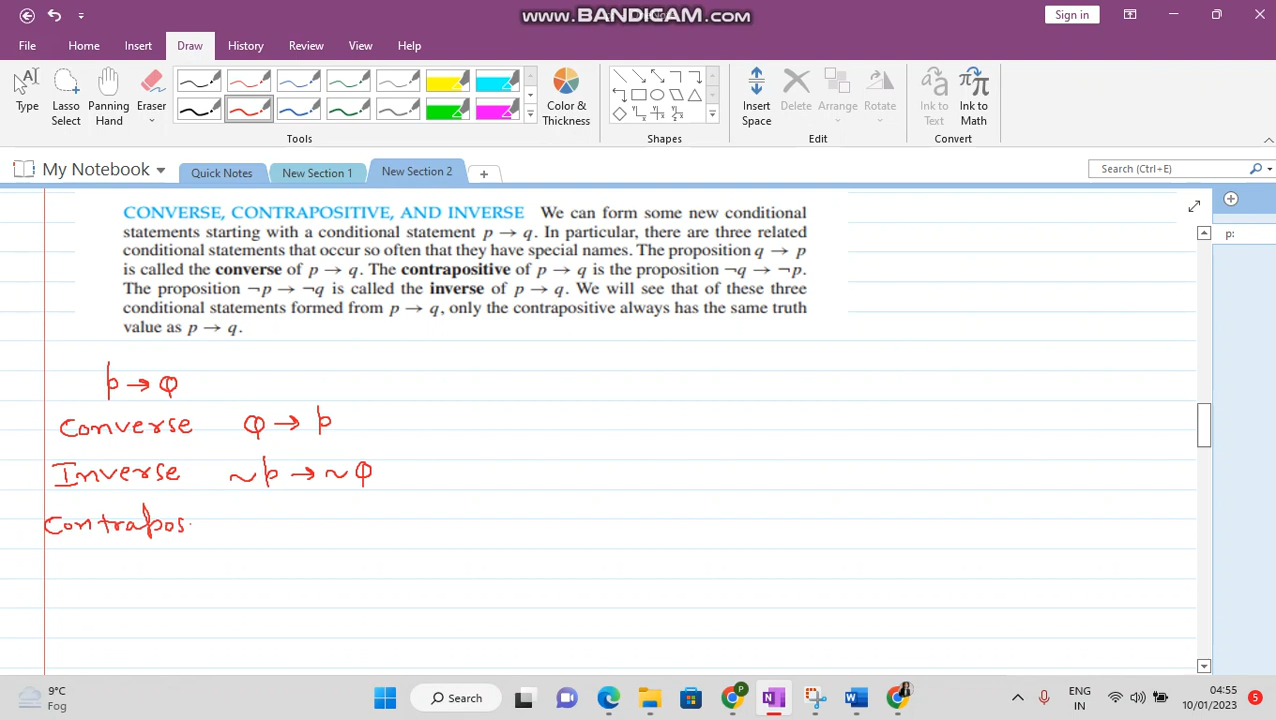 www.BANDICAM.com
Sign in
File Home Insert Draw History Review View Help
Type Lasso Select Panning Hand Eraser Color & Thickness Insert Space Delete Arrange Rotate Ink to Text Ink to Math
Tools Shapes Edit Convert
My Notebook Quick Notes New Section 1 New Section 2 + Search (Ctrl+E)
CONVERSE, CONTRAPOSITIVE, AND INVERSE We can form some new conditional
statements starting with a conditional statement p → q. In particular, there are three related
conditional statements that occur so often that they have special names. The proposition q → p
is called the converse of p → q. The contrapositive of p → q is the proposition ¬q → ¬p.
The proposition ¬p → ¬q is called the inverse of p → q. We will see that of these three
conditional statements formed from p → q, only the contrapositive always has the same truth
value as p → q.
p:
p → Q
Converse Q → p
Inverse ~p → ~Q
Contrapos
9°C
Fog
Search
ENG
IN
04:55
10/01/2023
5